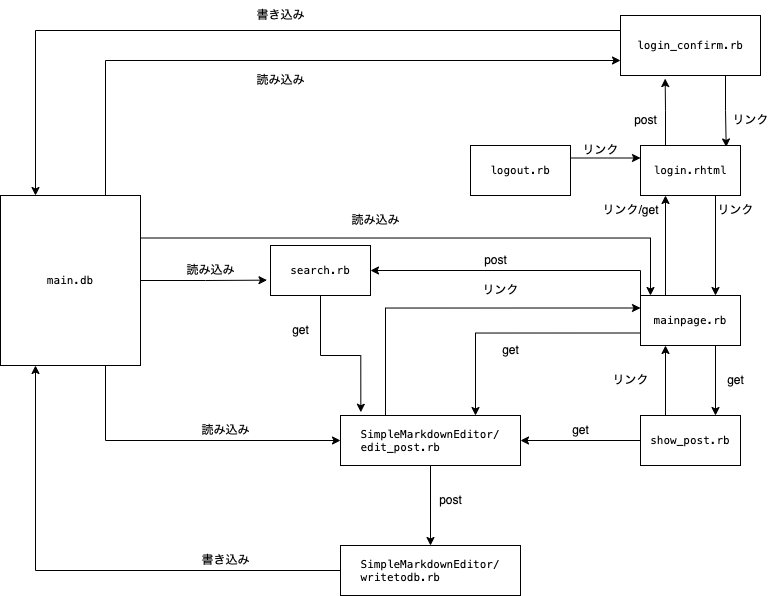 書き込み
login_confirm.rb
読み込み
post
リンク
リンク
logout.rb
login.rhtml
リンク/get
リンク
読み込み
main.db
読み込み
search.rb
post
リンク
mainpage.rb
get
get
リンク
get
読み込み
SimpleMarkdownEditor/
edit_post.rb
get
show_post.rb
post
書き込み
SimpleMarkdownEditor/
writetodb.rb